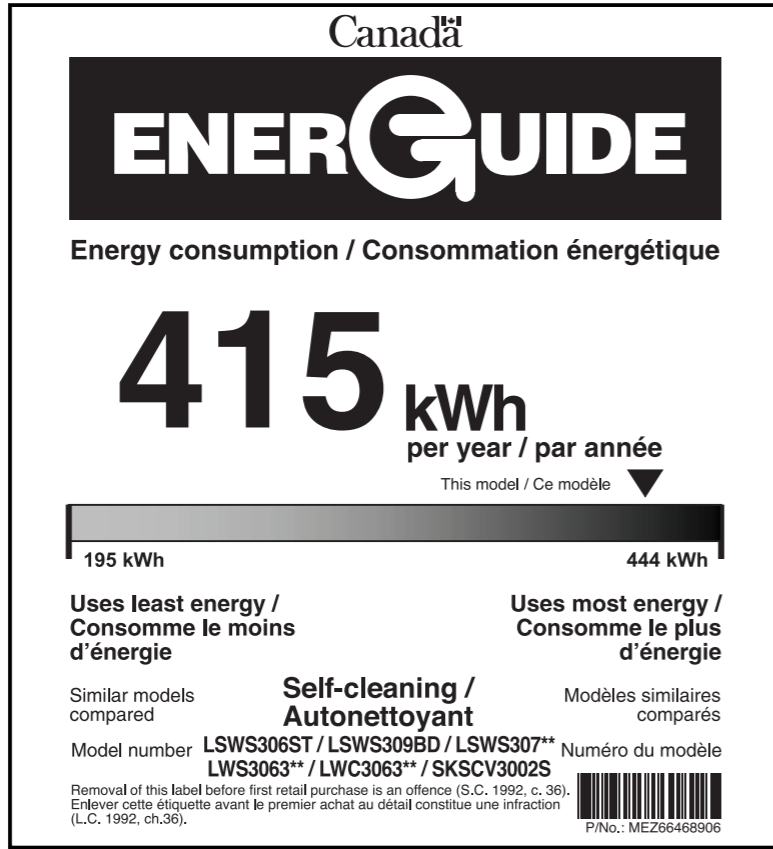 Canada
ENERGUIDE
Energy consumption / Consommation énergétique
415 kWh
per year / par année
This model / Ce modèle
195 kWh
444 kWh
Uses least energy /
Consomme le moins
d'énergie
Uses most energy /
Consomme le plus
d'énergie
Similar models
compared
Self-cleaning /
Autonettoyant
Modèles similaires
comparés
Model number
LSWS306ST / LSWS309BD / LSWS307**
LWS3063** / LWC3063** / SKSCV3002S
Numéro du modèle
Removal of this label before first retail purchase is an offence (S.C. 1992, c. 36).
Enlever cette étiquette avant le premier achat au détail constitue une infraction
(L.C. 1992, ch.36).
P/No.: MEZ66468906